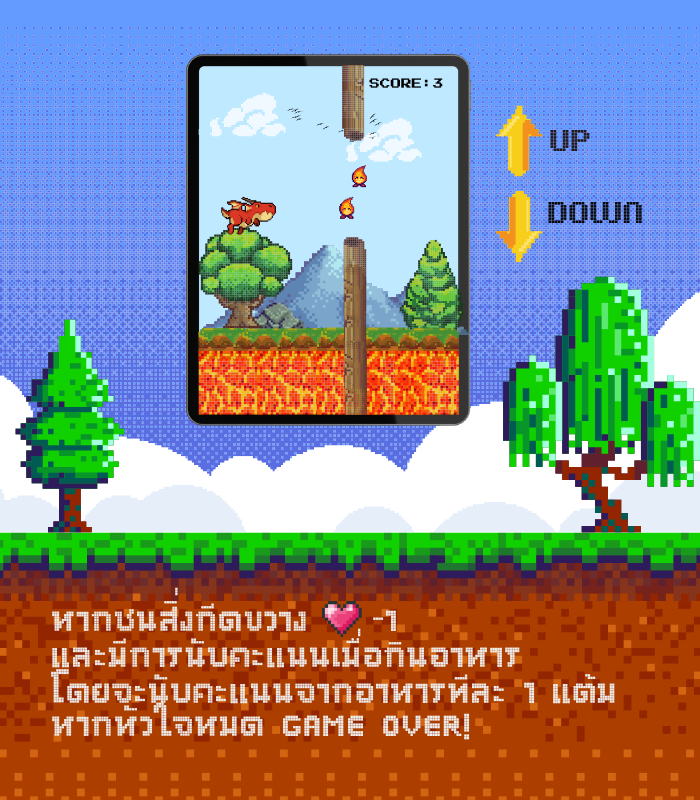 SCORE:3
UP
DOWN
หากชนสิ่งกีดขวาง -1
และมีการนับคะแนนเมื่อกินอาหาร
โดยจะนับคะแนนจากอาหารทีละ 1 แต้ม
หากหัวใจหมด GAME OVER!